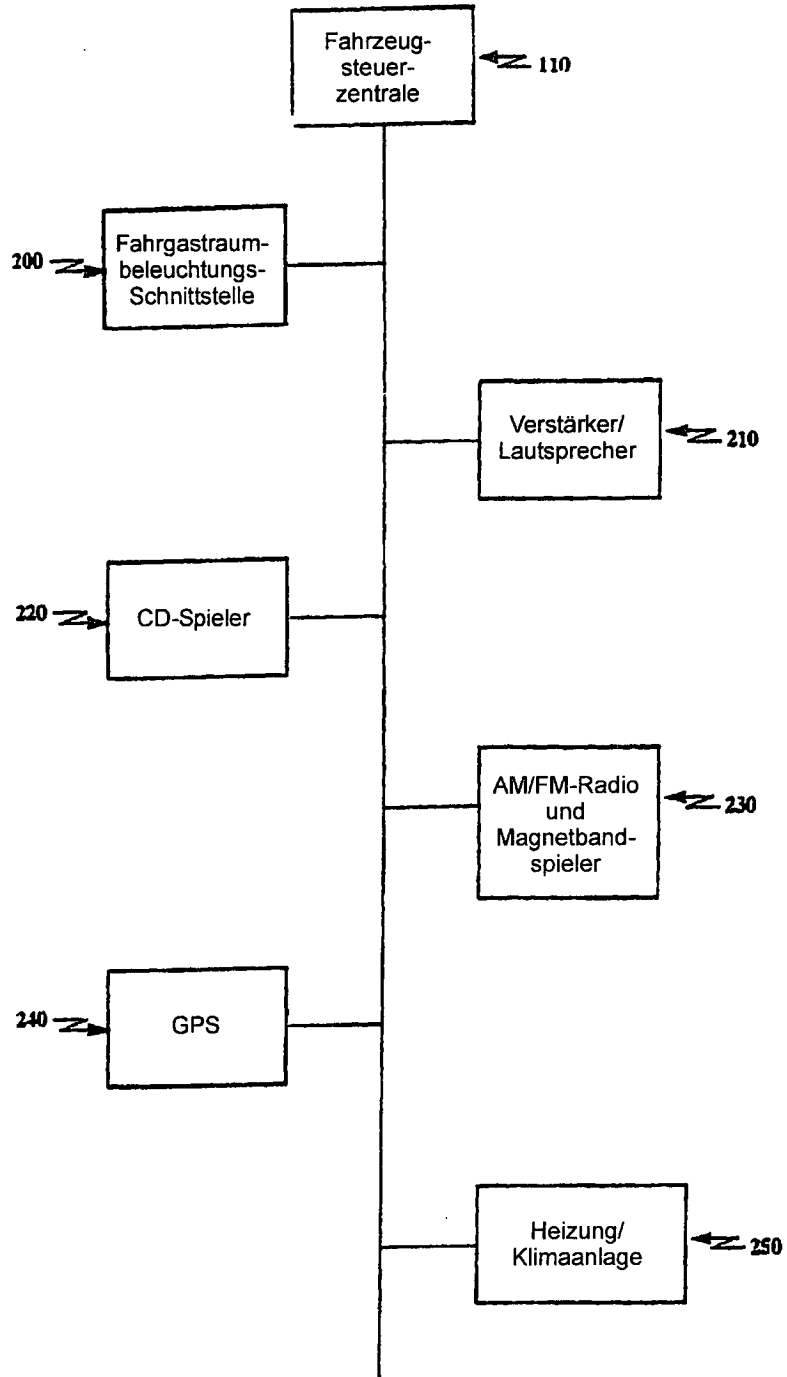 Fahrzeug-
steuer-
zentrale
110
200
Fahrgastraum-
beleuchtungs-
Schnittstelle
Verstärker/
Lautsprecher
210
220
CD-Spieler
AM/FM-Radio
und
Magnetband-
spieler
230
240
GPS
Heizung/
Klimaanlage
250